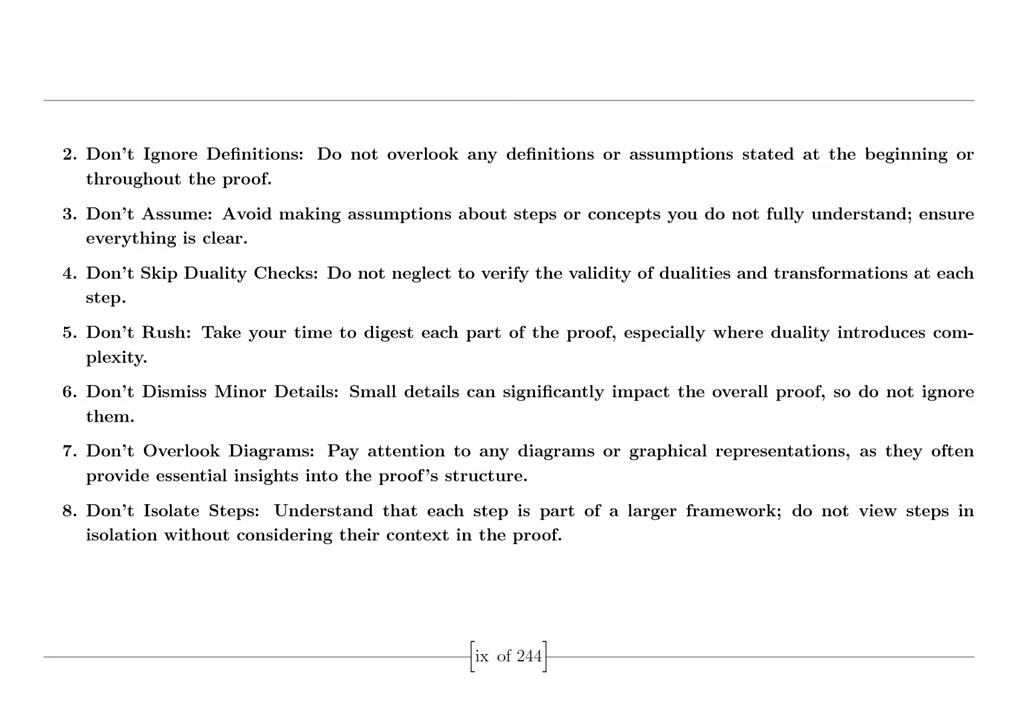 2. Don’t Ignore Definitions: Do not overlook any definitions or assumptions stated at the beginning or
throughout the proof.
3. Don’t Assume: Avoid making assumptions about steps or concepts you do not fully understand; ensure
everything is clear.
4. Don’t Skip Duality Checks: Do not neglect to verify the validity of dualities and transformations at each
step.
5. Don’t Rush: Take your time to digest each part of the proof, especially where duality introduces com-
plexity.
6. Don’t Dismiss Minor Details: Small details can significantly impact the overall proof, so do not ignore
them.
7. Don’t Overlook Diagrams: Pay attention to any diagrams or graphical representations, as they often
provide essential insights into the proof’s structure.
8. Don’t Isolate Steps: Understand that each step is part of a larger framework; do not view steps in
isolation without considering their context in the proof.
[ix of 244]